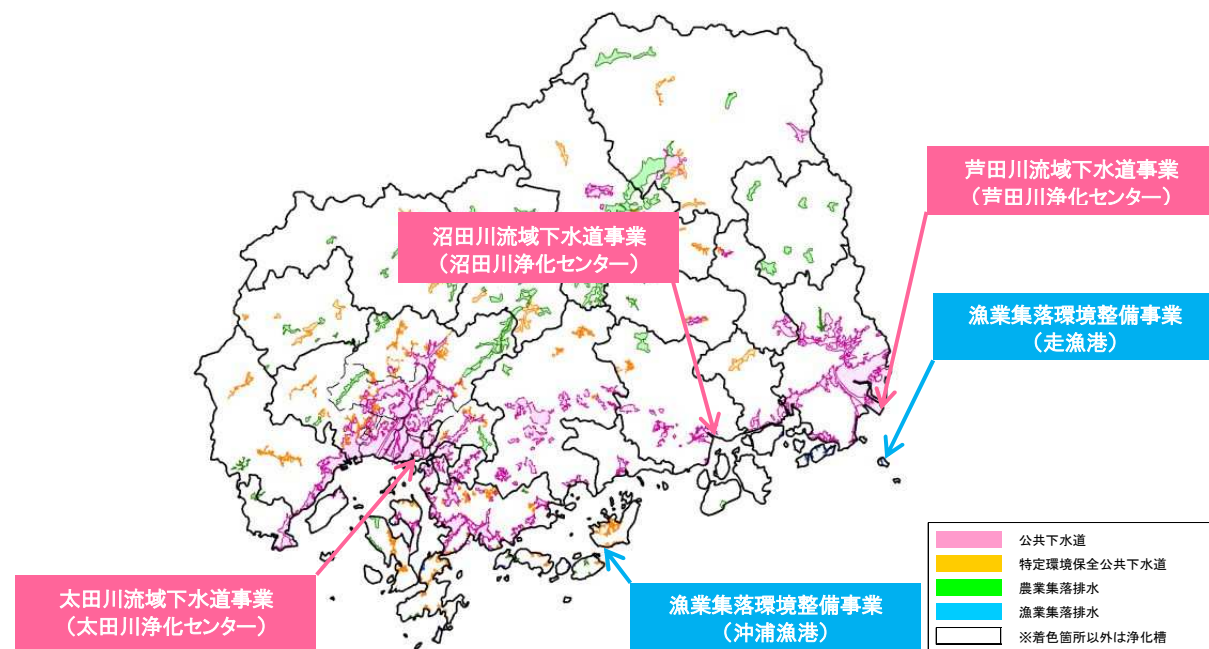 芦田川流域下水道事業
（芦田川浄化センター）
沼田川流域下水道事業
（沼田川浄化センター）
漁業集落環境整備事業
（走漁港）
太田川流域下水道事業
（太田川浄化センター）
漁業集落環境整備事業
（沖浦漁港）
公共下水道
特定環境保全公共下水道
農業集落排水
漁業集落排水
※着色箇所以外は浄化槽